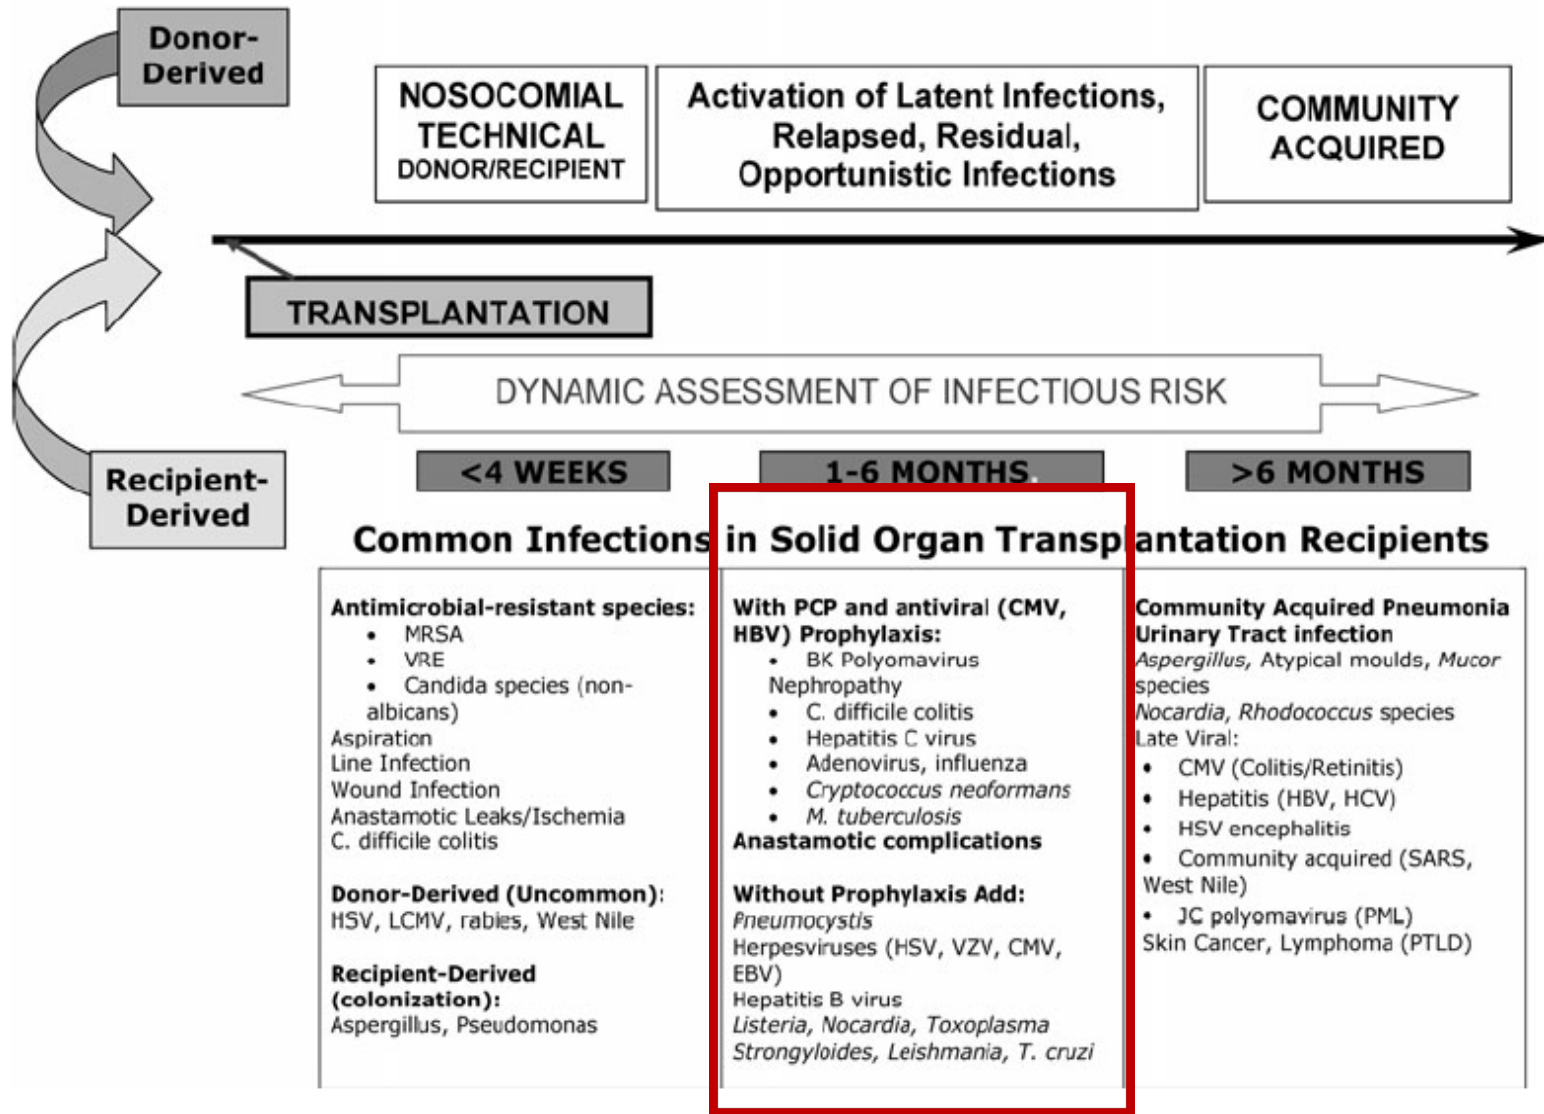 Donor-
Derived
NOSOCOMIAL
TECHNICAL
DONOR/RECIPIENT
Activation of Latent Infections,
Relapsed, Residual,
Opportunistic Infections
COMMUNITY
ACQUIRED
TRANSPLANTATION
DYNAMIC ASSESSMENT OF INFECTIOUS RISK
Recipient-
Derived
<4 WEEKS
1-6 MONTHS.
>6 MONTHS
Common Infections in Solid Organ Transplantation Recipients
Antimicrobial-resistant species:
• MRSA
• VRE
• Candida species (non-
albicans)
Aspiration
Line Infection
Wound Infection
Anastamotic Leaks/Ischemia
C. difficile colitis
Donor-Derived (Uncommon):
HSV, LCMV, rabies, West Nile
Recipient-Derived
(colonization):
Aspergillus, Pseudomonas
With PCP and antiviral (CMV,
HBV) Prophylaxis:
• BK Polyomavirus
Nephropathy
• C. difficile colitis
• Hepatitis C virus
• Adenovirus, influenza
• Cryptococcus neoformans
• M. tuberculosis
Anastamotic complications
Without Prophylaxis Add:
Pneumocystis
Herpesviruses (HSV, VZV, CMV,
EBV)
Hepatitis B virus
Listeria, Nocardia, Toxoplasma
Strongyloides, Leishmania, T. cruzi
Community Acquired Pneumonia
Urinary Tract infection
Aspergillus, Atypical moulds, Mucor
species
Nocardia, Rhodococcus species
Late Viral:
• CMV (Colitis/Retinitis)
• Hepatitis (HBV, HCV)
• HSV encephalitis
• Community acquired (SARS,
West Nile)
• JC polyomavirus (PML)
Skin Cancer, Lymphoma (PTLD)